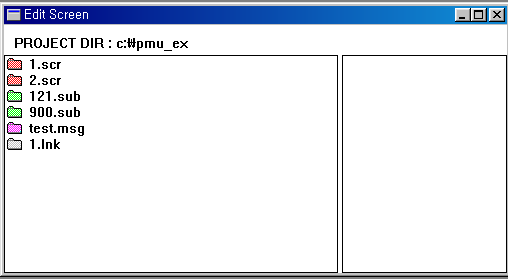 Edit Screen
PROJECT DIR : c:₩pmu_ex
1.scr
2.scr
121.sub
900.sub
test.msg
1.lnk